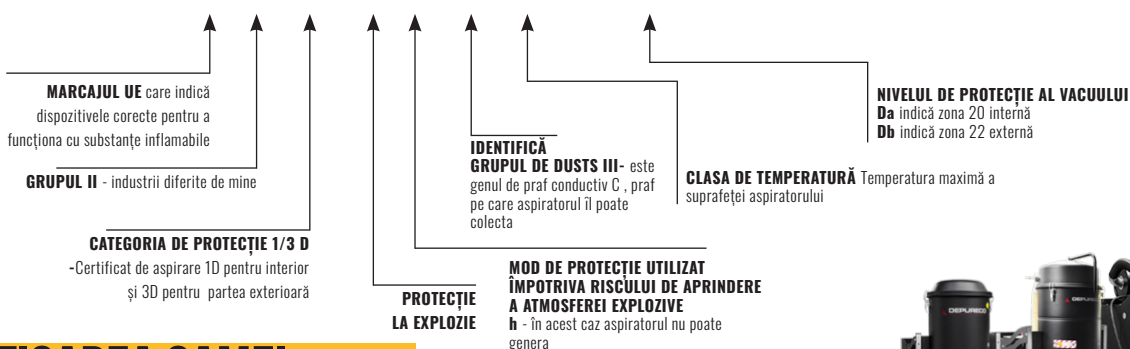 MARCAJUL UE care indică
dispozitivele corecte pentru a
funcționa cu substanțe inflamabile
GRUPUL II - industrii diferite de mine
CATEGORIA DE PROTECȚIE 1/3 D
-Certificat de aspirare 1D pentru interior
și 3D pentru partea exterioară
PROTECȚIE
LA EXPLOZIE
MOD DE PROTECȚIE UTILIZAT
ÎMPOTRIVA RISCULUI DE APRINDERE
A ATMOSFEREI EXPLOZIVE
h - în acest caz aspiratorul nu poate
genera
IDENTIFICĂ
GRUPUL DE DUSTS III- este
genul de praf conductiv C , praf
pe care aspiratorul îl poate
colecta
CLASA DE TEMPERATURĂ Temperatura maximă a
suprafeței aspiratorului
NIVELUL DE PROTECȚIE AL VACUULUI
Da indică zona 20 internă
Db indică zona 22 externă
DEPURECO